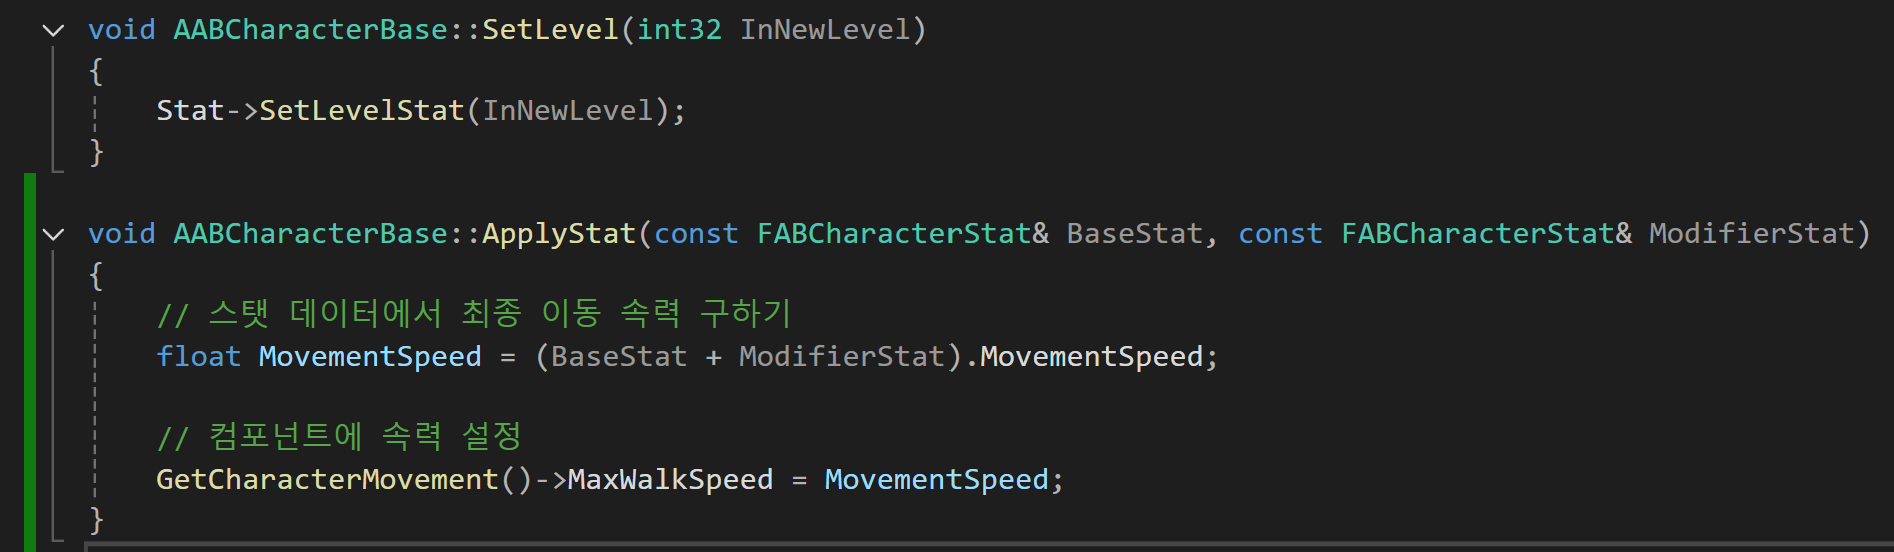 void AABCharacterBase::SetLevel(int32 InNewLevel)
{
    Stat->SetLevelStat(InNewLevel);
}

void AABCharacterBase::ApplyStat(const FABCharacterStat& BaseStat, const FABCharacterStat& ModifierStat)
{
    // 스탯 데이터에서 최종 이동 속력 구하기
    float MovementSpeed = (BaseStat + ModifierStat).MovementSpeed;

    // 컴포넌트에 속력 설정
    GetCharacterMovement()->MaxWalkSpeed = MovementSpeed;
}